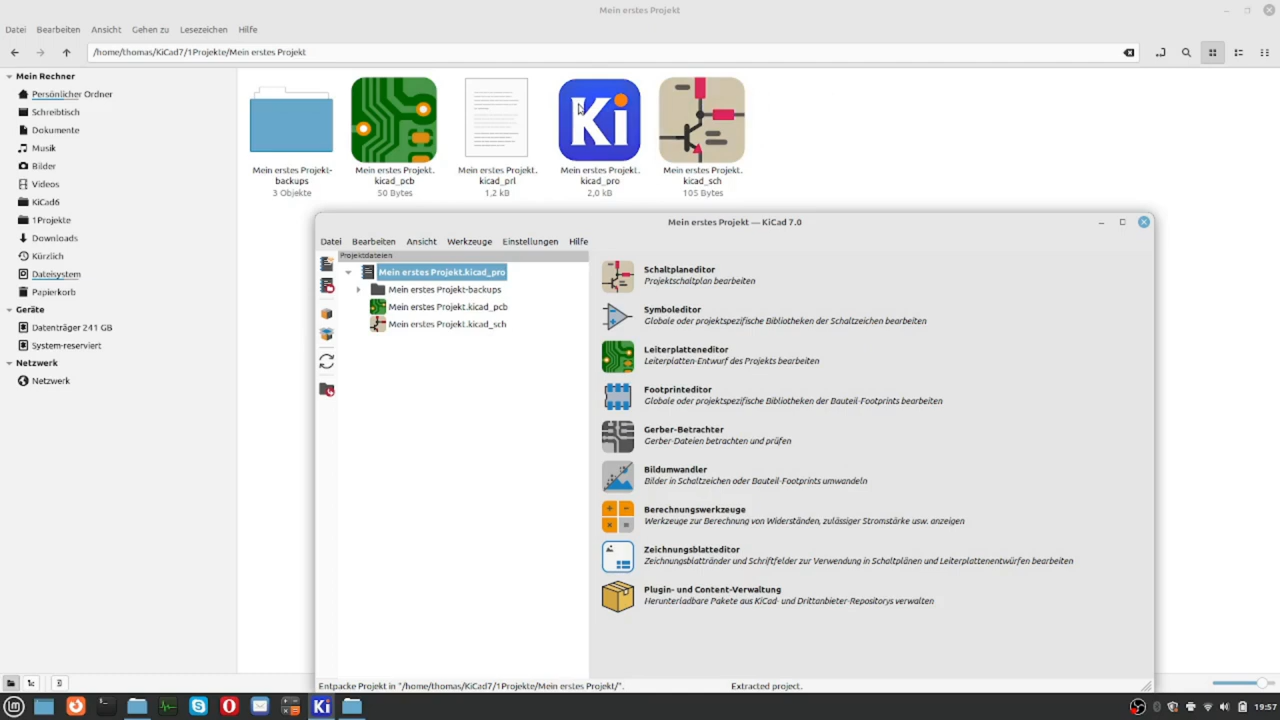 Mein erstes Projekt
Datei Bearbeiten Ansicht Gehen zu Lesezeichen Hilfe
/home/thomas/KiCad7/1Projekte/Mein erstes Projekt
Mein Rechner
Persönlicher Ordner
Schreibtisch
Dokumente
Musik
Bilder
Videos
KiCad6
1Projekte
Downloads
Kürzlich
Dateisystem
Papierkorb
Geräte
Datenträger 241 GB
System-reserviert
Netzwerk
Netzwerk
Ki
Mein erstes Projekt-
backups
3 Objekte
Mein erstes Projekt.
kicad_pcb
50 Bytes
Mein erstes Projekt.
kicad_prl
1,2 kB
Mein erstes Projekt.
kicad_pro
2,0 kB
Mein erstes Projekt.
kicad_sch
105 Bytes
Mein erstes Projekt — KiCad 7.0
Datei Bearbeiten Ansicht Werkzeuge Einstellungen Hilfe
Projektdateien
Mein erstes Projekt.kicad_pro
Mein erstes Projekt-backups
Mein erstes Projekt.kicad_pcb
Mein erstes Projekt.kicad_sch
Schaltplaneditor
Projektschaltplan bearbeiten
Symboleditor
Globale oder projektspezifische Bibliotheken der Schaltzeichen bearbeiten
Leiterplatteneditor
Leiterplatten-Entwurf des Projekts bearbeiten
Footprinteditor
Globale oder projektspezifische Bibliotheken der Bauteil-Footprints bearbeiten
Gerber-Betrachter
Gerber-Dateien betrachten und prüfen
Bildumwandler
Bilder in Schaltzeichen oder Bauteil-Footprints umwandeln
Berechnungswerkzeuge
Werkzeuge zur Berechnung von Widerständen, zulässiger Stromstärke usw. anzeigen
Zeichnungsblatteditor
Zeichnungsblattränder und Schriftfelder zur Verwendung in Schaltplänen und Leiterplattenentwürfen bearbeiten
Plugin- und Content-Verwaltung
Herunterladbare Pakete aus KiCad- und Drittanbieter-Repositorys verwalten
Entpacke Projekt in "/home/thomas/KiCad7/1Projekte/Mein erstes Projekt/". Extracted project.
Ki
19:57